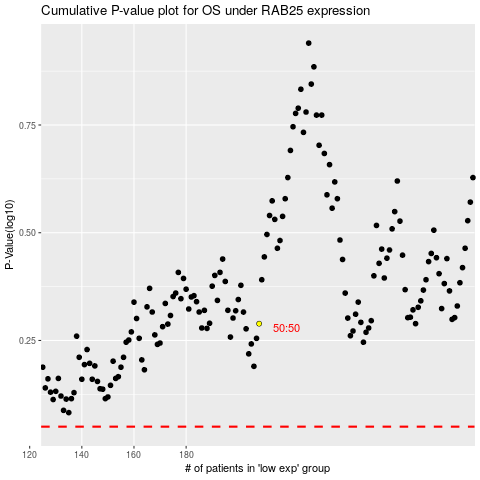 Cumulative P-value plot for OS under RAB25 expression
P-Value(log10)
0.75
0.50
0.25
50:50
120 140 160 180
# of patients in 'low exp' group